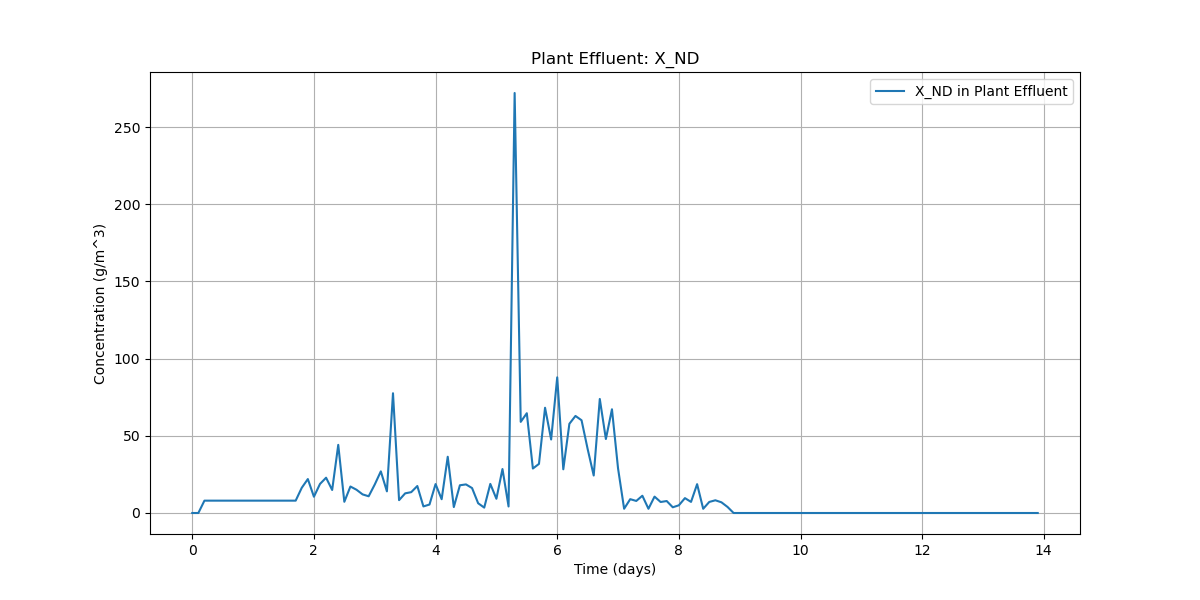 Plant Effluent: X_ND
X_ND in Plant Effluent
Concentration (g/m^3)
250
200
150
100
50
0
0 2 4 6 8 10 12 14
Time (days)